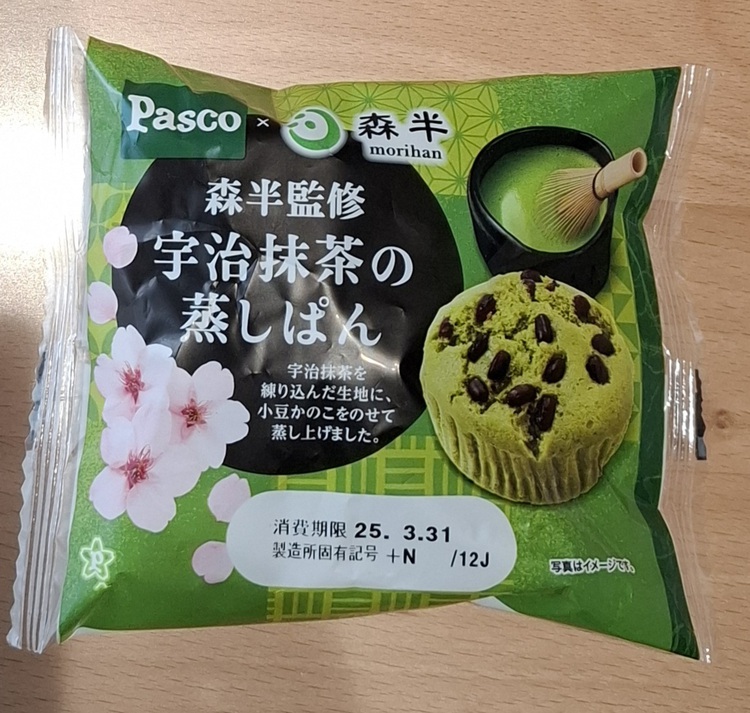 Pasco × 森半
morihan
森半監修
宇治抹茶の
蒸しぱん
宇治抹茶を
練り込んだ生地に、
小豆かのこをのせて
蒸し上げました。
消費期限 25. 3.31
製造所固有記号 +N /12J
写真はイメージです。